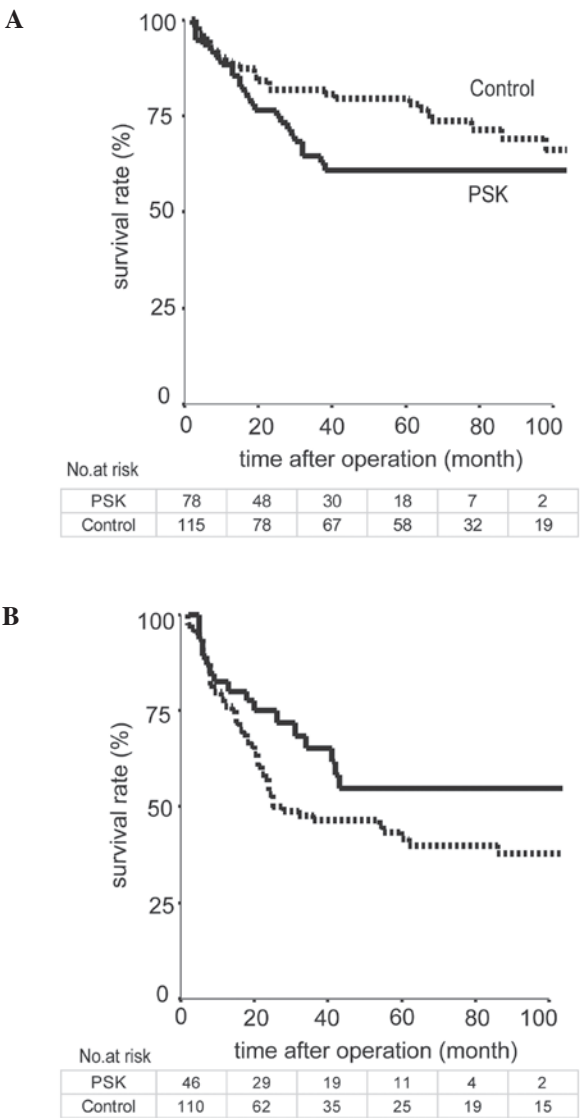 A
100
Control
75
PSK
50
25
0
survival rate (%)
0 20 40 60 80 100
time after operation (month)
No.at risk
PSK 78 48 30 18 7 2
Control 115 78 67 58 32 19
B
100
75
50
25
0
survival rate (%)
0 20 40 60 80 100
time after operation (month)
No.at risk
PSK 46 29 19 11 4 2
Control 110 62 35 25 19 15